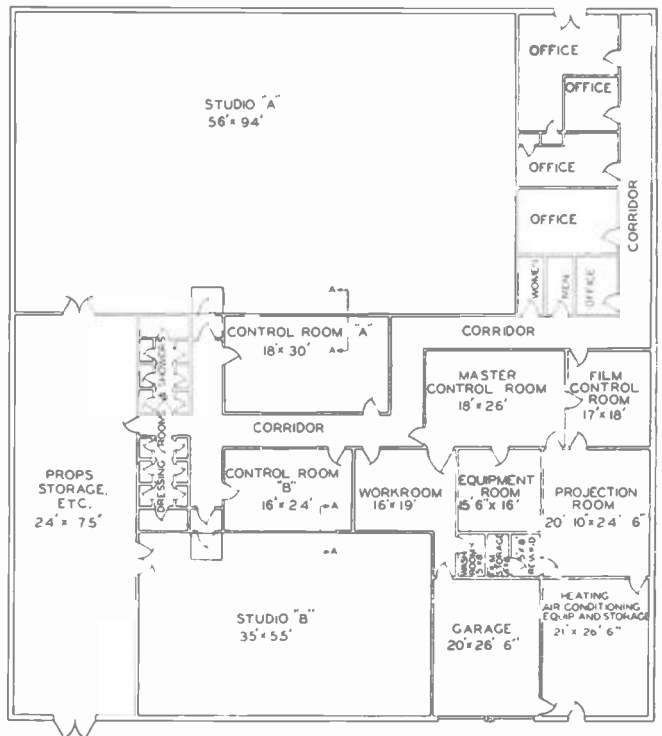 STUDIO "A"
56' x 94'
OFFICE
OFFICE
OFFICE
OFFICE
CORRIDOR
WOMEN
MEN
OFFICE
CONTROL ROOM "A"
18' x 30'
A
A
CORRIDOR
MASTER
CONTROL ROOM
18' x 26'
FILM
CONTROL
ROOM
17' x 18'
DRESSING ROOMS & SHOWERS
CORRIDOR
PROPS
STORAGE,
ETC.
24' x 75'
CONTROL ROOM
"B"
16' x 24'
A
A
WORKROOM
16' x 19'
EQUIPMENT
ROOM
15' 6" x 16'
PROJECTION
ROOM
20' 10" x 24' 6"
FILM
STORAGE
REWIND
STUDIO "B"
35' x 55'
GARAGE
20' x 26' 6"
HEATING
AIR CONDITIONING
EQUIP AND STORAGE
21' x 26' 6"